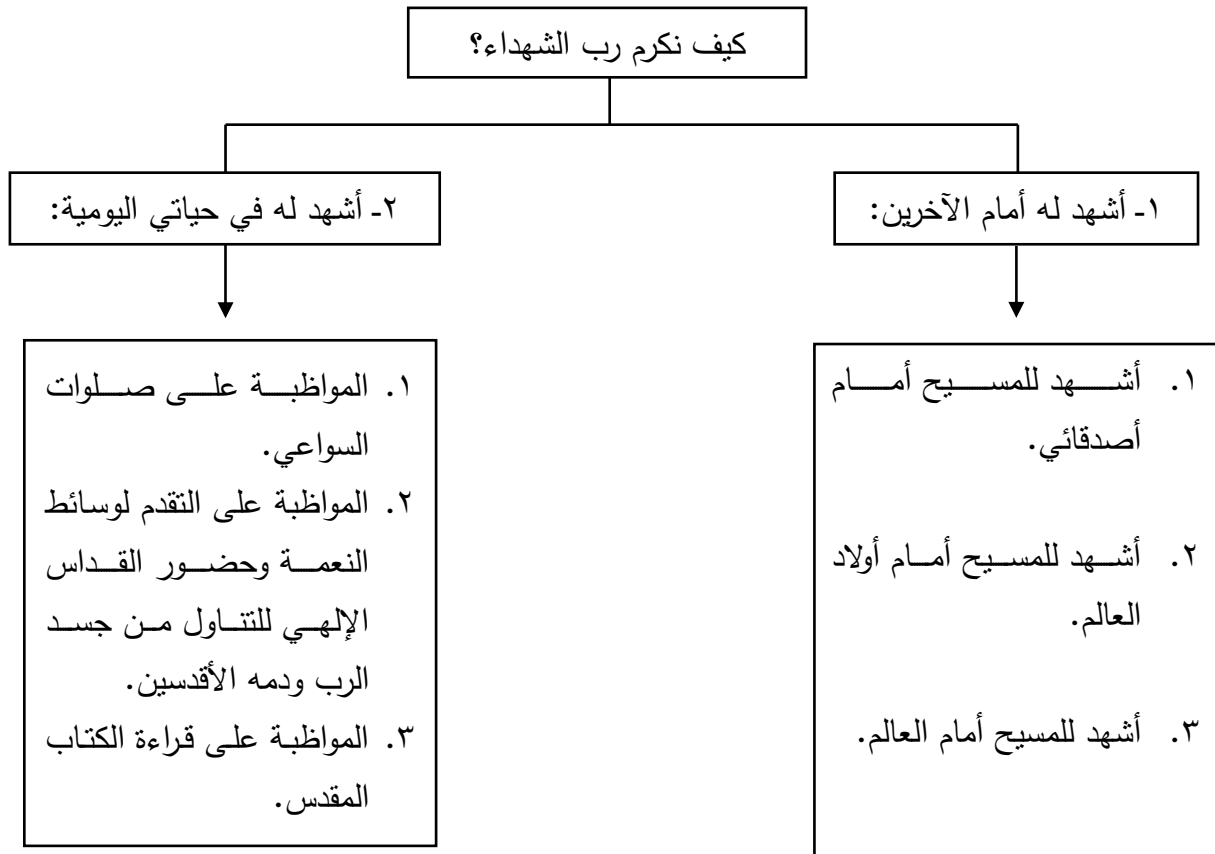 كيف نكرم رب الشهداء؟
١- أشهد له أمام الآخرين:
١. أشهد للمسيح أمام
أصدقائي.
٢. أشهد للمسيح أمام أولاد
العالم.
٣. أشهد للمسيح أمام العالم.
٢- أشهد له في حياتي اليومية:
١. المواظبة على صلوات
السواعي.
٢. المواظبة على التقدم لوسائط
النعمة وحضور القداس
الإلهي للتناول من جسد
الرب ودمه الأقدسين.
٣. المواظبة على قراءة الكتاب
المقدس.